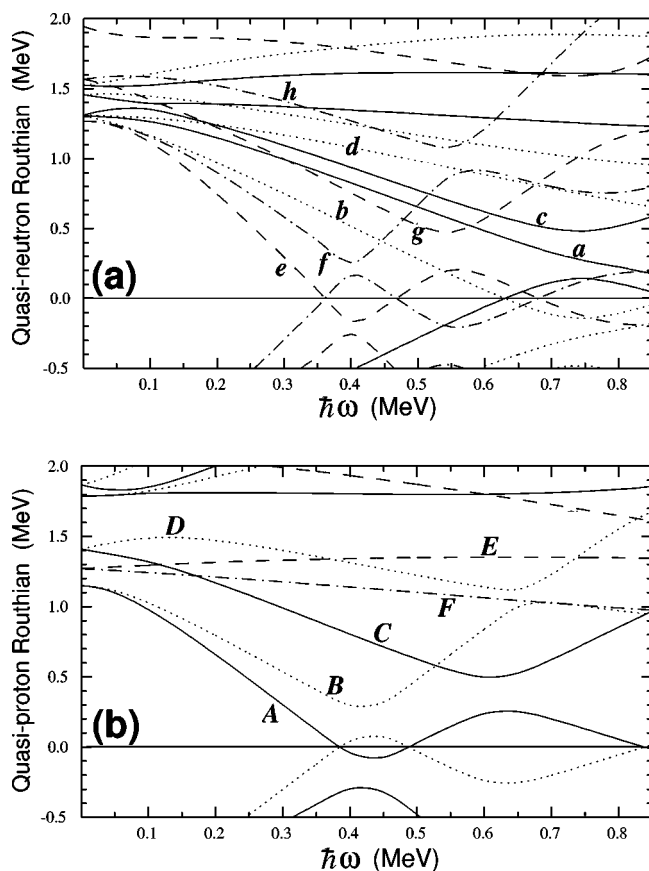 Quasi-neutron Routhian (MeV)
2.0
1.5
1.0
0.5
0.0
-0.5
h
d
b
c
g
a
f
e
(a)
0.1 0.2 0.3 0.4 0.5 0.6 0.7 0.8
ℏω (MeV)
Quasi-proton Routhian (MeV)
2.0
1.5
1.0
0.5
0.0
-0.5
D
E
F
C
B
A
(b)
0.1 0.2 0.3 0.4 0.5 0.6 0.7 0.8
ℏω (MeV)